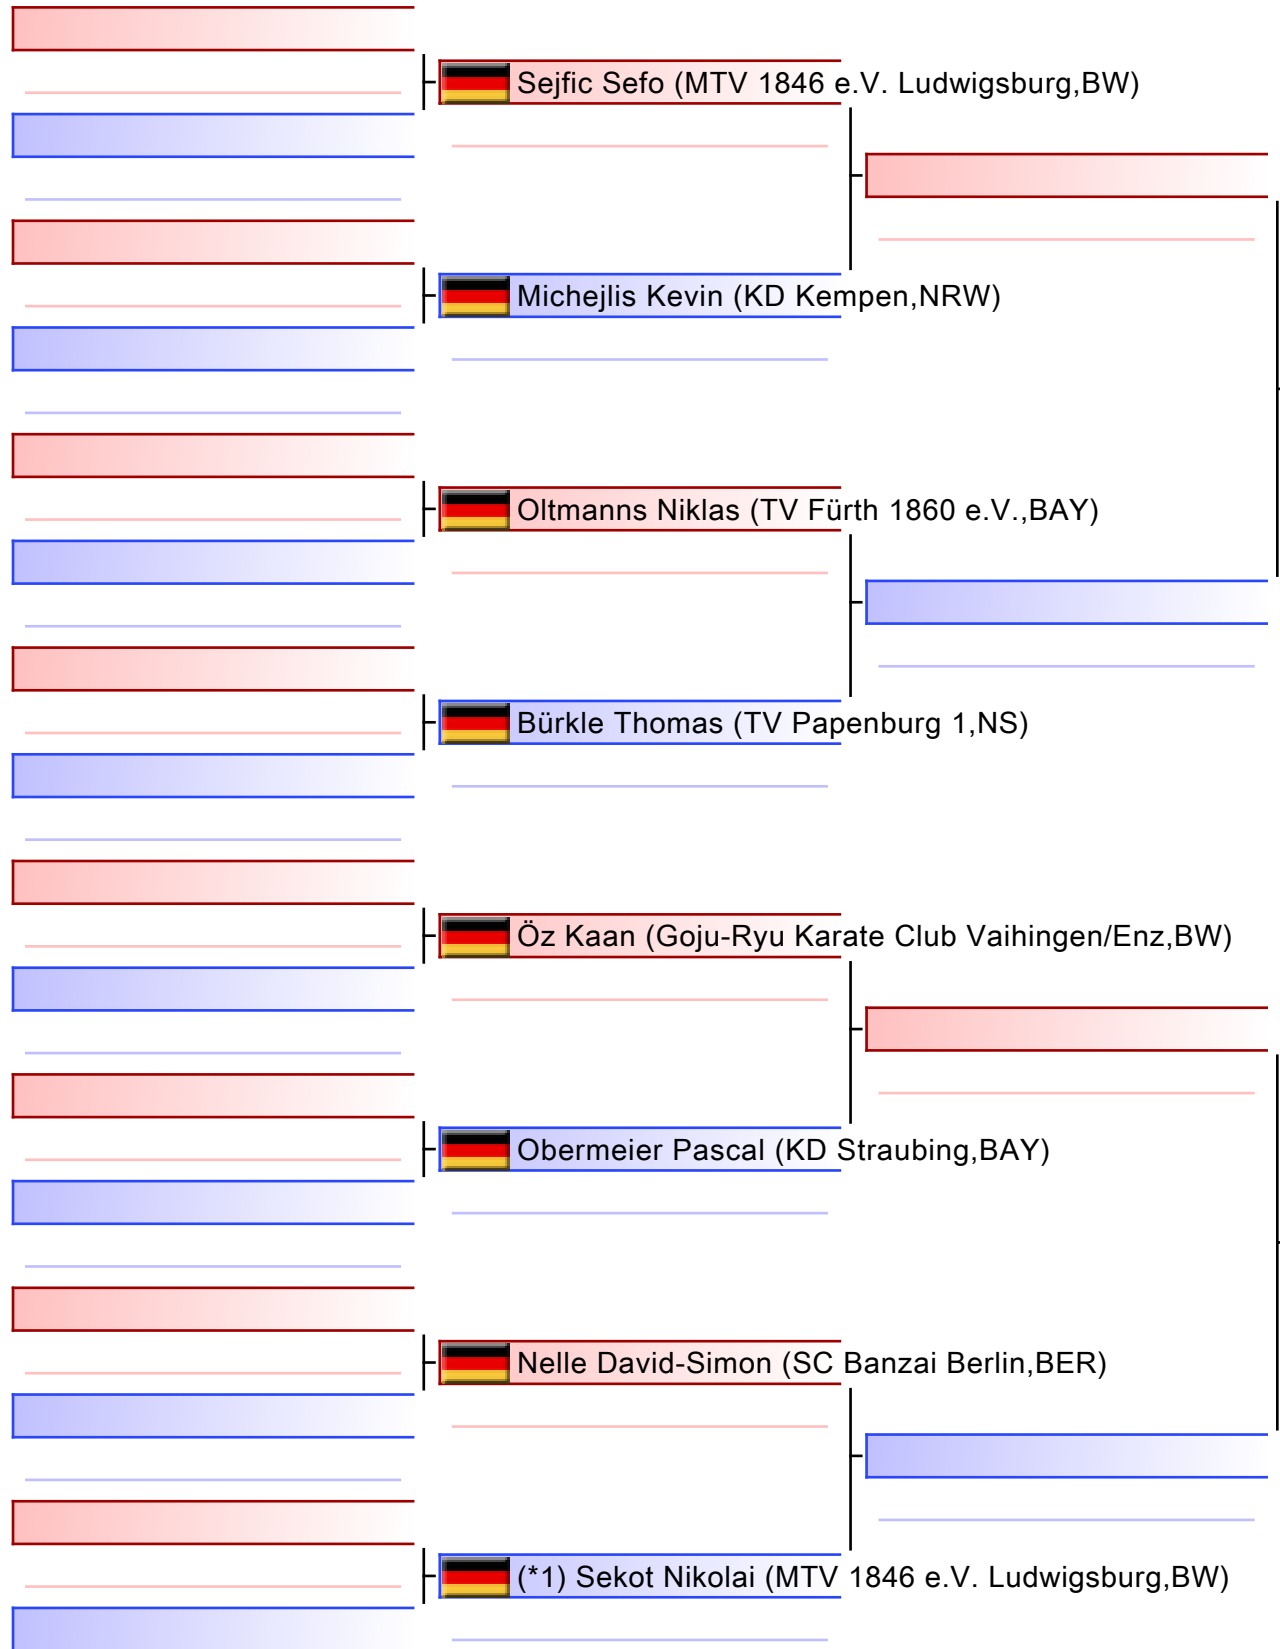 Sejfic Sefo (MTV 1846 e.V. Ludwigsburg,BW)
Michejlis Kevin (KD Kempen,NRW)
Oltmanns Niklas (TV Fürth 1860 e.V.,BAY)
Bürkle Thomas (TV Papenburg 1,NS)
Öz Kaan (Goju-Ryu Karate Club Vaihingen/Enz,BW)
Obermeier Pascal (KD Straubing,BAY)
Nelle David-Simon (SC Banzai Berlin,BER)
(*1) Sekot Nikolai (MTV 1846 e.V. Ludwigsburg,BW)